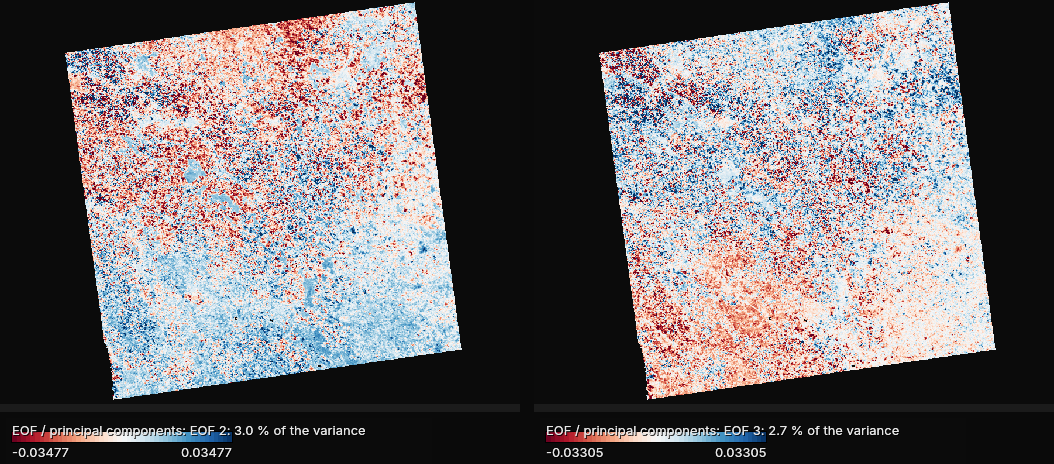 EOF / principal components: EOF 2: 3.0 % of the variance
-0.03477 0.03477
EOF / principal components: EOF 3: 2.7 % of the variance
-0.03305 0.03305